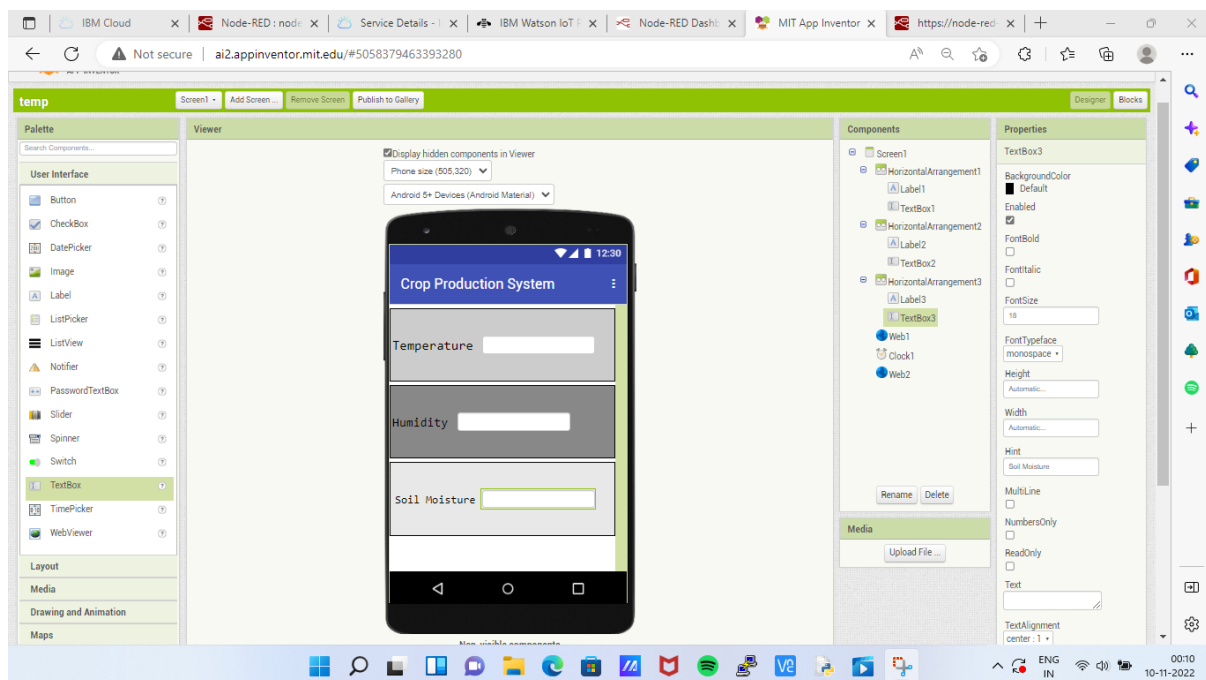 IBM Cloud
Node-RED : node
Service Details - I
IBM Watson IoT P
Node-RED Dashb
MIT App Inventor
https://node-red-
Not secure
ai2.appinventor.mit.edu/#5058379463393280
temp
Screen1
Add Screen ...
Remove Screen
Publish to Gallery
Designer
Blocks
Palette
Search Components...
User Interface
Button
CheckBox
DatePicker
Image
Label
ListPicker
ListView
Notifier
PasswordTextBox
Slider
Spinner
Switch
TextBox
TimePicker
WebViewer
Layout
Media
Drawing and Animation
Maps
Viewer
Display hidden components in Viewer
Phone size (505,320)
Android 5+ Devices (Android Material)
12:30
Crop Production System
Temperature
Humidity
Soil Moisture
Non-visible components
Components
Screen1
HorizontalArrangement1
Label1
TextBox1
HorizontalArrangement2
Label2
TextBox2
HorizontalArrangement3
Label3
TextBox3
Web1
Clock1
Web2
Rename
Delete
Media
Upload File ...
Properties
TextBox3
BackgroundColor
Default
Enabled
FontBold
FontItalic
FontSize
18
FontTypeface
monospace
Height
Automatic...
Width
Automatic...
Hint
Soil Moisture
MultiLine
NumbersOnly
ReadOnly
Text
TextAlignment
center : 1
ENG
IN
00:10
10-11-2022